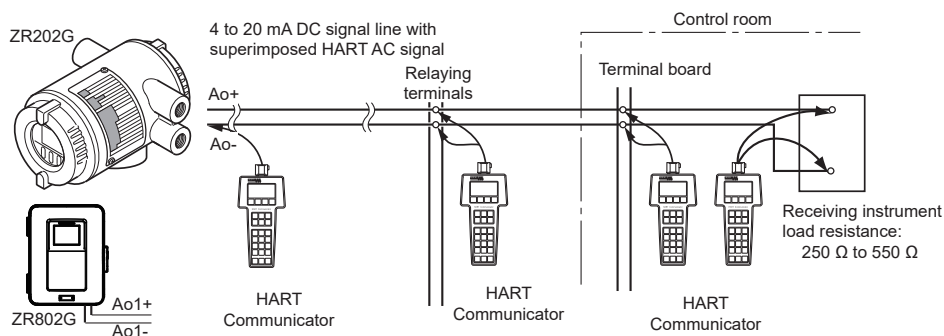 ZR202G
4 to 20 mA DC signal line with
superimposed HART AC signal
Control room
Relaying
terminals
Terminal board
Ao+
Ao-
Receiving instrument
load resistance:
250 Ω to 550 Ω
HART
Communicator
HART
Communicator
HART
Communicator
ZR802G
Ao1+
Ao1-